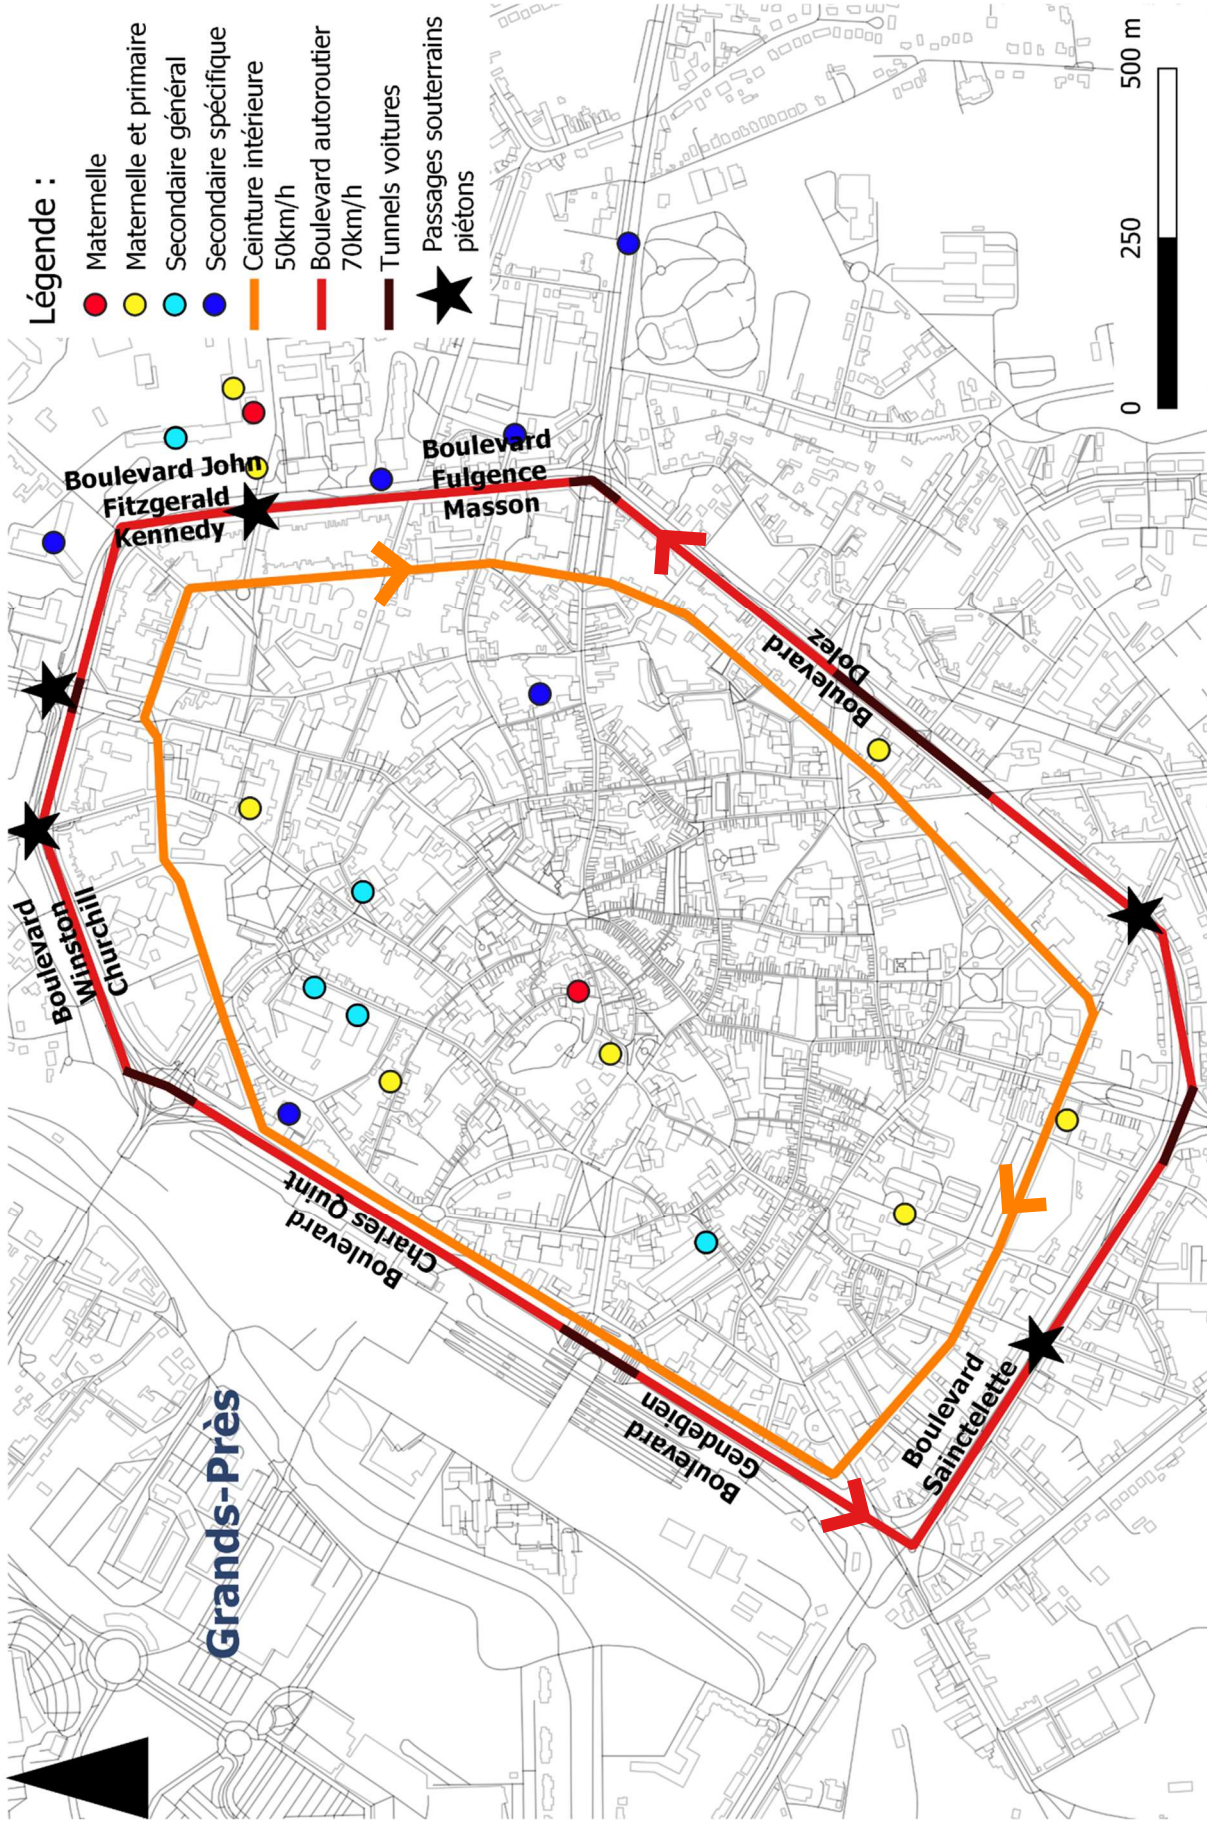 Légende :
Maternelle
Maternelle et primaire
Secondaire général
Secondaire spécifique
Ceinture intérieure
50km/h
Boulevard autoroutier
70km/h
Tunnels voitures
Passages souterrains
piétons
Boulevard
Winston
Churchill
Boulevard John
Fitzgerald
Kennedy
Boulevard
Fulgence
Masson
Boulevard
Dolez
Boulevard
Charles Quint
Boulevard
Gendebien
Boulevard
Sainctelette
Grands-Près
0
250
500 m